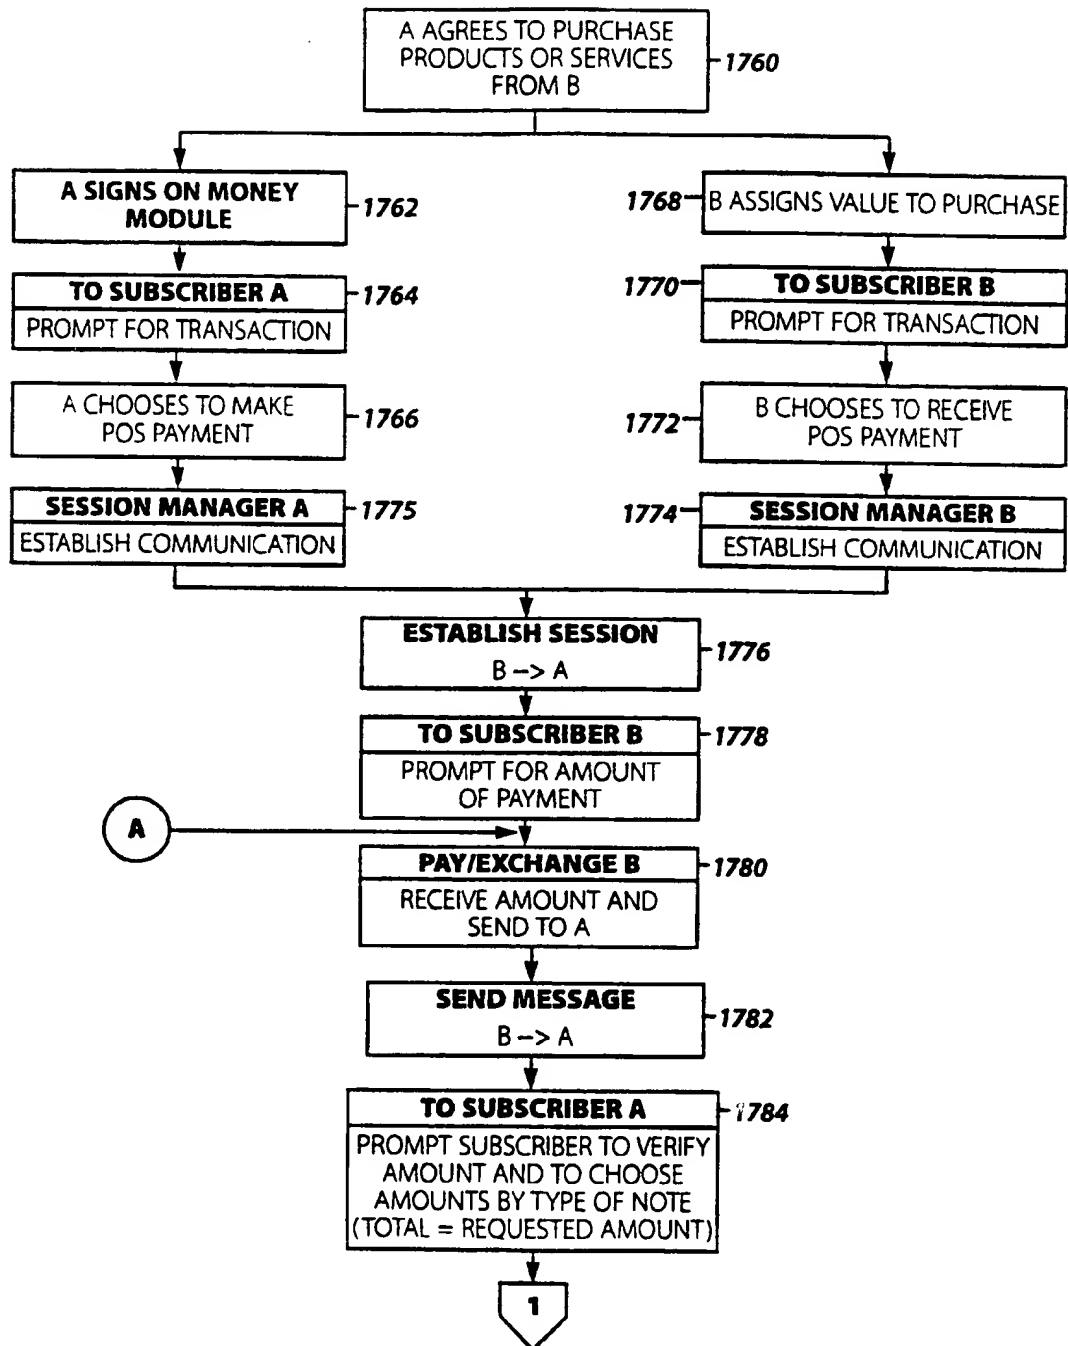 A AGREES TO PURCHASE
PRODUCTS OR SERVICES
FROM B
1760
A SIGNS ON MONEY
MODULE
1762
1768
B ASSIGNS VALUE TO PURCHASE
TO SUBSCRIBER A
1764
PROMPT FOR TRANSACTION
1770
TO SUBSCRIBER B
PROMPT FOR TRANSACTION
A CHOOSES TO MAKE
POS PAYMENT
1766
1772
B CHOOSES TO RECEIVE
POS PAYMENT
SESSION MANAGER A
1775
ESTABLISH COMMUNICATION
1774
SESSION MANAGER B
ESTABLISH COMMUNICATION
ESTABLISH SESSION
B –> A
1776
TO SUBSCRIBER B
1778
PROMPT FOR AMOUNT
OF PAYMENT
A
PAY/EXCHANGE B
1780
RECEIVE AMOUNT AND
SEND TO A
SEND MESSAGE
B –> A
1782
TO SUBSCRIBER A
1784
PROMPT SUBSCRIBER TO VERIFY
AMOUNT AND TO CHOOSE
AMOUNTS BY TYPE OF NOTE
(TOTAL = REQUESTED AMOUNT)
1